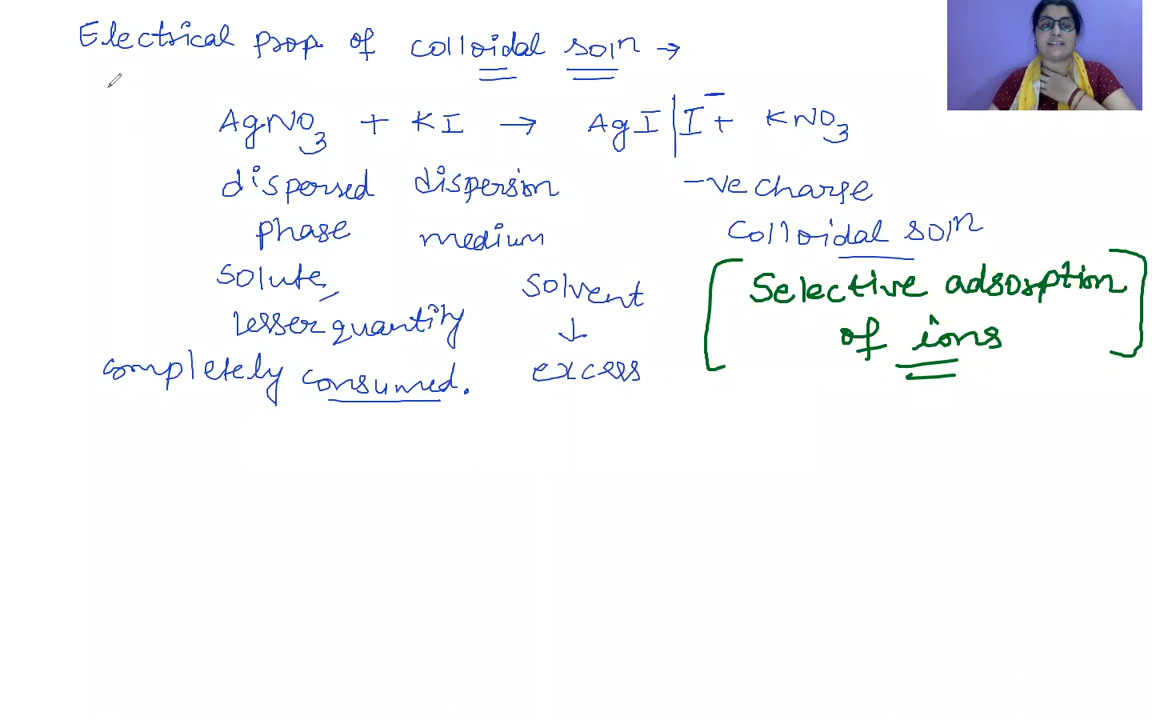 Electrical prop. of colloidal soln →
AgNO3 + KI → AgI|I⁻ + KNO3
dispersed dispersion -ve charge
phase medium colloidal soln
solute, solvent
lesser quantity ↓
completely consumed. excess
[Selective adsorption
of ions]